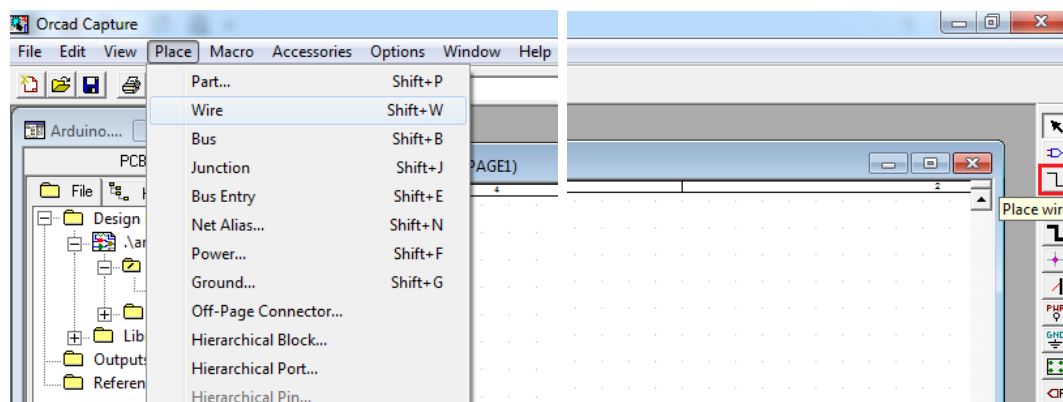 Orcad Capture
File Edit View Place Macro Accessories Options Window Help
Part... Shift+P
Wire Shift+W
Bus Shift+B
Junction Shift+J
Bus Entry Shift+E
Net Alias... Shift+N
Power... Shift+F
Ground... Shift+G
Off-Page Connector...
Hierarchical Block...
Hierarchical Port...
Hierarchical Pin...
Arduino....
PCB
File
Design
.\ar
Lib
Outputs
Referen
PAGE1)
4
2
Place wir
PWR
GND